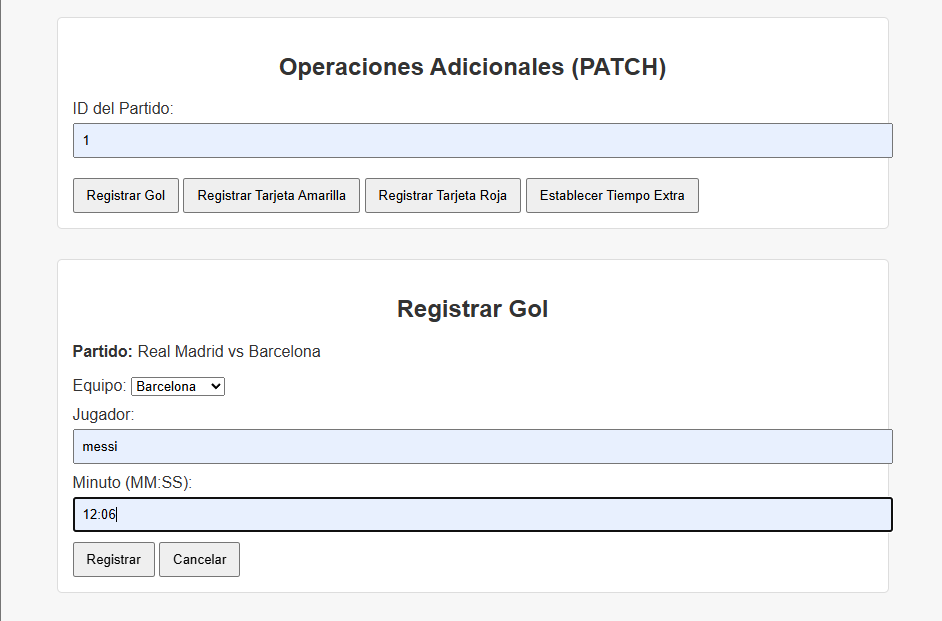 Operaciones Adicionales (PATCH)
ID del Partido:
1
Registrar Gol Registrar Tarjeta Amarilla Registrar Tarjeta Roja Establecer Tiempo Extra
Registrar Gol
Partido: Real Madrid vs Barcelona
Equipo: Barcelona
Jugador:
messi
Minuto (MM:SS):
12:06
Registrar Cancelar